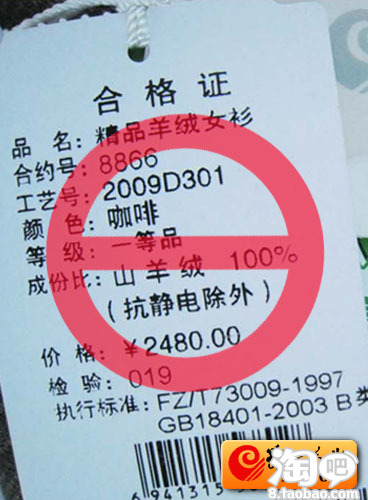 合格证
品 名：精品羊绒女衫
合约号：8866
工艺号：2009D301
颜 色：咖啡
等 级：一等品
成份比：山羊绒 100%
（抗静电除外）
价 格：￥2480.00
检 验：019
执行标准：FZ/T73009-1997
GB18401-2003 B类
6941315
淘吧
8.taobao.com